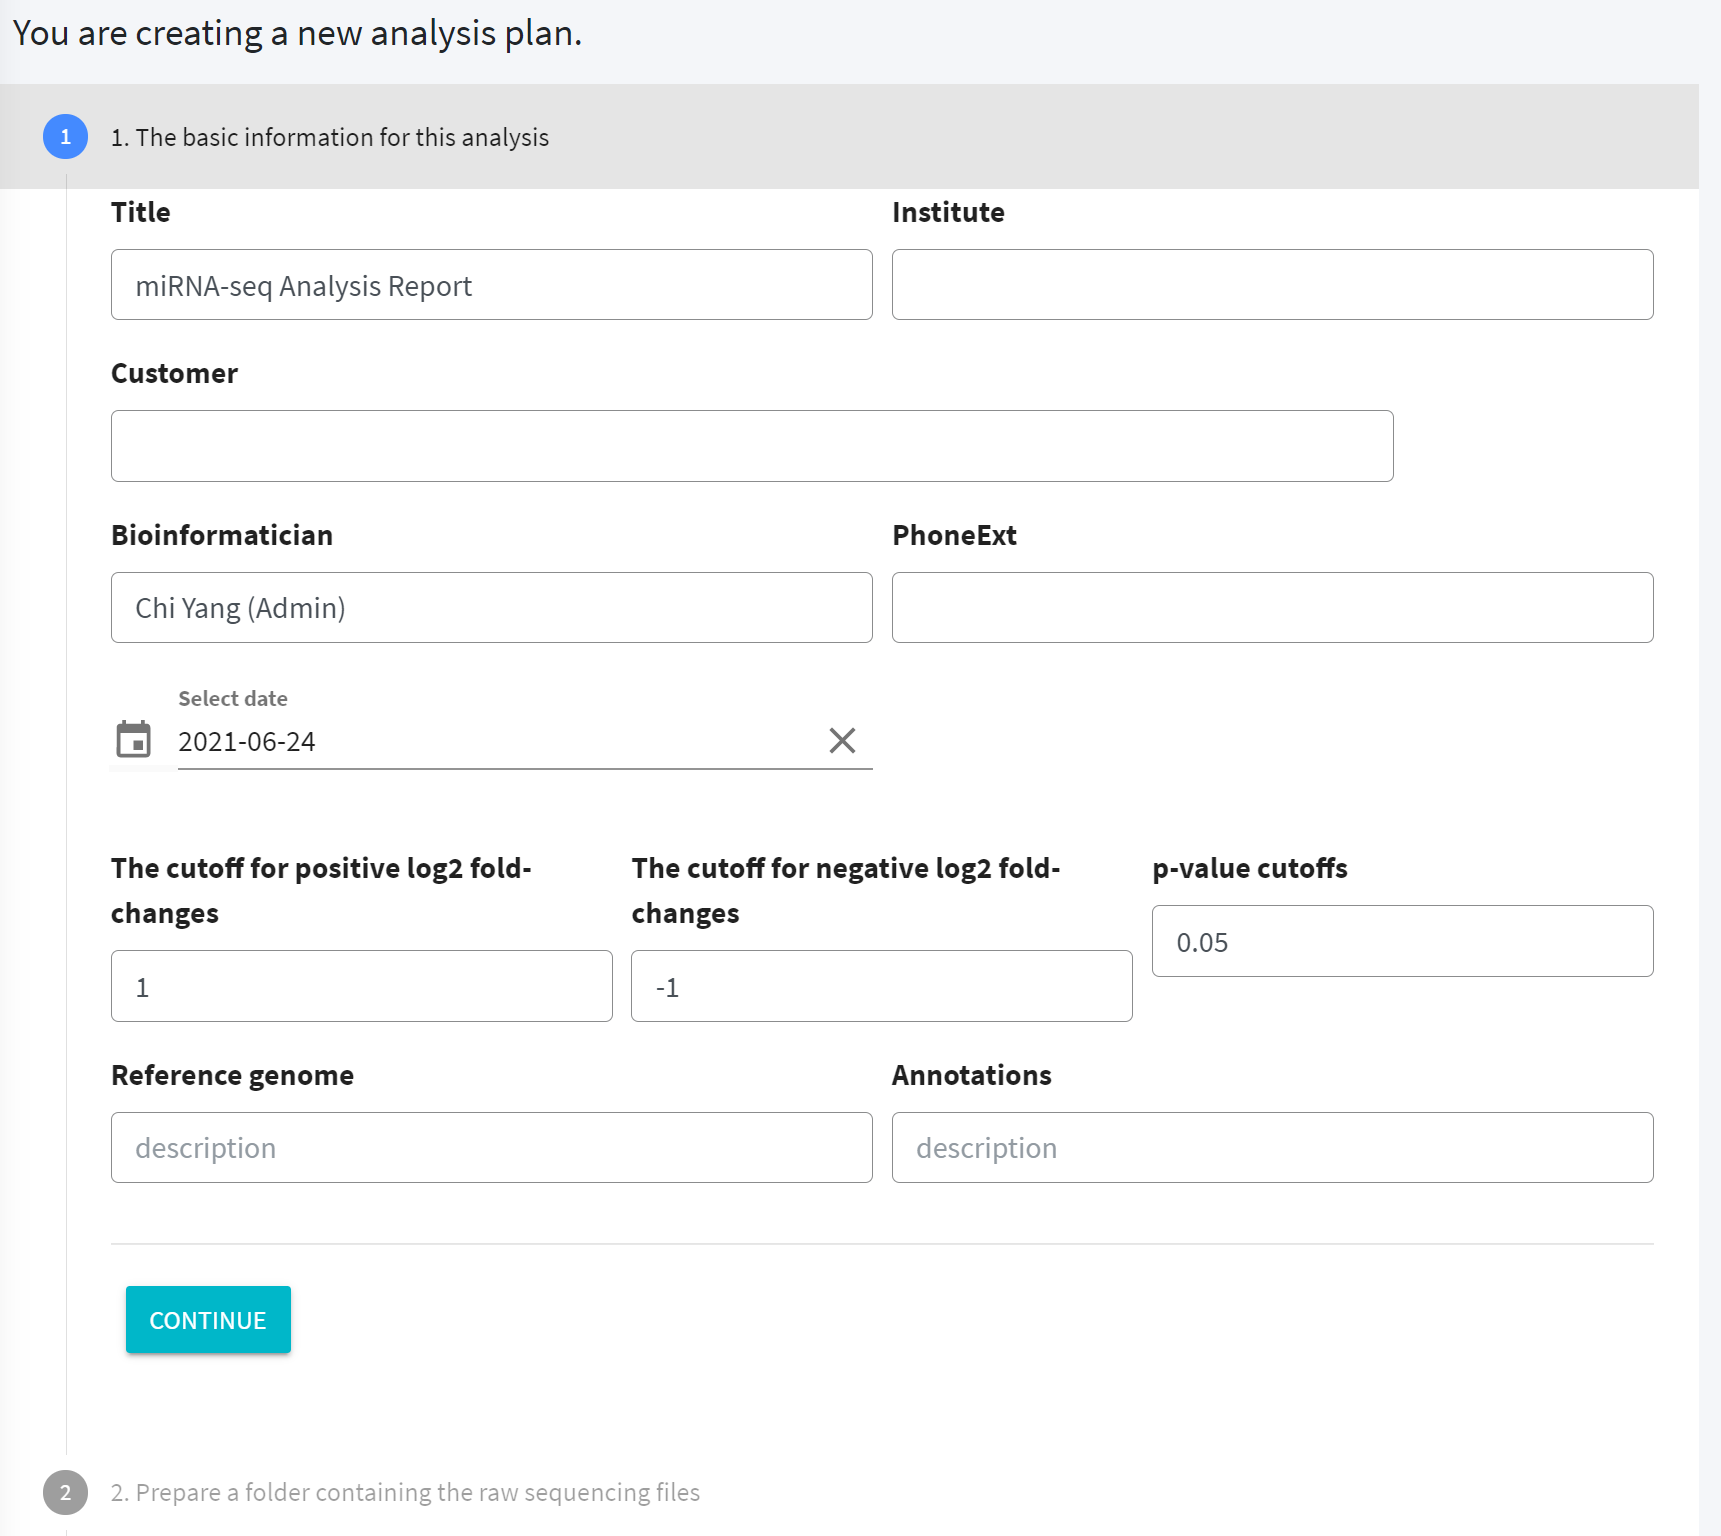 You are creating a new analysis plan.
1
1. The basic information for this analysis
Title
Institute
miRNA-seq Analysis Report
Customer
Bioinformatician
PhoneExt
Chi Yang (Admin)
Select date
2021-06-24
The cutoff for positive log2 fold-
changes
The cutoff for negative log2 fold-
changes
p-value cutoffs
1
-1
0.05
Reference genome
Annotations
description
description
CONTINUE
2
2. Prepare a folder containing the raw sequencing files